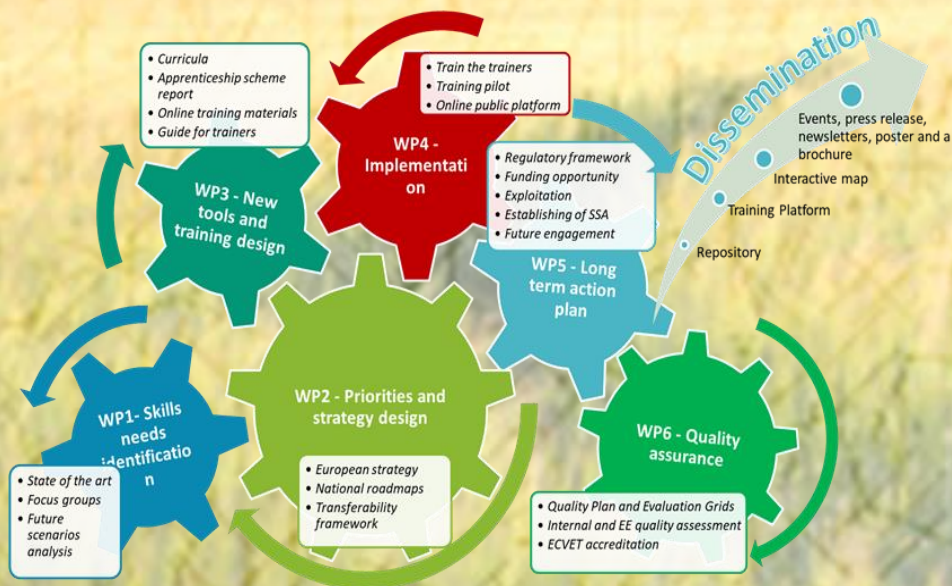 • Curricula
• Apprenticeship scheme
report
• Online training materials
• Guide for trainers
WP3 - New
tools and
training design
• Train the trainers
• Training pilot
• Online public platform
WP4 -
Implementati
on
• Regulatory framework
• Funding opportunity
• Exploitation
• Establishing of SSA
• Future engagement
WP5 - Long
term action
plan
Dissemination
Events, press release,
newsletters, poster and a
brochure
Interactive map
Training Platform
Repository
WP1- Skills
needs
identificatio
n
• State of the art
• Focus groups
• Future
scenarios
analysis
WP2 - Priorities and
strategy design
• European strategy
• National roadmaps
• Transferability
framework
WP6 - Quality
assurance
• Quality Plan and Evaluation Grids
• Internal and EE quality assessment
• ECVET accreditation